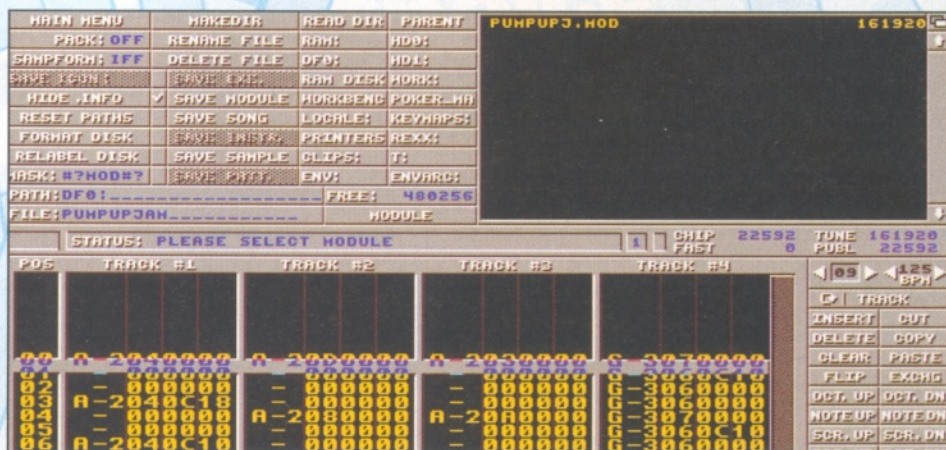 MAIN MENU MAKEDIR READ DIR PARENT
PACK: OFF RENAME FILE RAM: HD0:
SAMPFORM: IFF DELETE FILE DF0: HD1:
SAVE ICON: SAVE EXE. RAM DISK WORK:
HIDE .INFO SAVE MODULE WORKBENC POKER_MA
RESET PATHS SAVE SONG LOCALE: KEYMAPS:
FORMAT DISK SAVE INSTR. PRINTERS REXX:
RELABEL DISK SAVE SAMPLE CLIPS: T:
MASK: #?MOD#? SAVE PATT. ENV: ENVARC:
PATH:DF0:____________________ FREE: 480256
FILE:PUMPUPJAM___________ MODULE
PUMPUPJ.MOD 161920
STATUS: PLEASE SELECT MODULE 1 CHIP 22592 TUNE 161920
FAST 0 PUBL 22592
POS TRACK #1 TRACK #2 TRACK #3 TRACK #4
09 125 BPM
TRACK
INSERT CUT
DELETE COPY
CLEAR PASTE
FLIP EXCHG
OCT. UP OCT. DN
NOTE UP NOTE DN
SCR. UP SCR. DN
02 - 000000 - 000000 - 000000 G-3060000
03 A-2040C13 - 000000 - 000000 G-3060000
04 - 000000 A-2080000 A-20A0000 G-3070000
05 - 000000 - 000000 - 000000 G-3060C10
06 A-2040C10 - 000000 - 000000 G-3060000